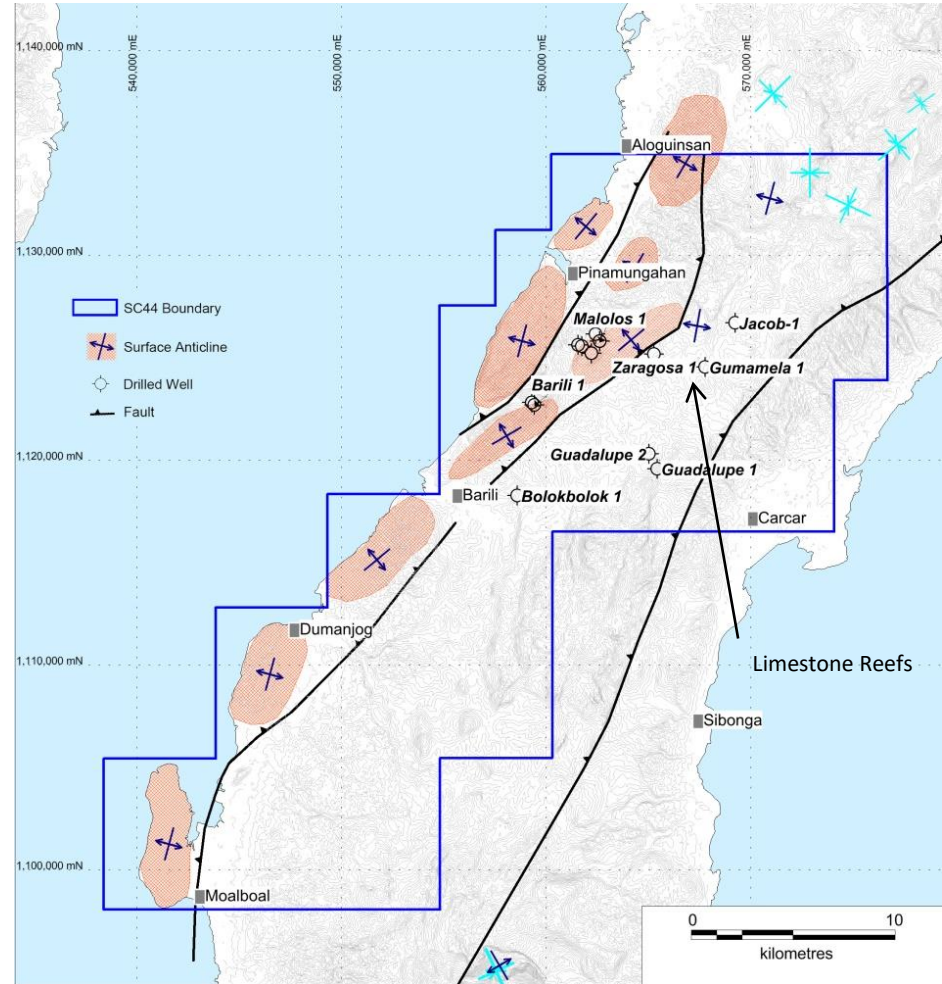 540,000 mE
550,000 mE
560,000 mE
570,000 mE
1,140,000 mN
1,130,000 mN
1,120,000 mN
1,110,000 mN
1,100,000 mN
Aloguinsan
Pinamungahan
SC44 Boundary
Surface Anticline
Drilled Well
Fault
Malolos 1
Jacob-1
Zaragosa 1
Gumamela 1
Barili 1
Guadalupe 2
Guadalupe 1
Barili
Bolokbolok 1
Carcar
Dumanjog
Limestone Reefs
Sibonga
Moalboal
0
10
kilometres